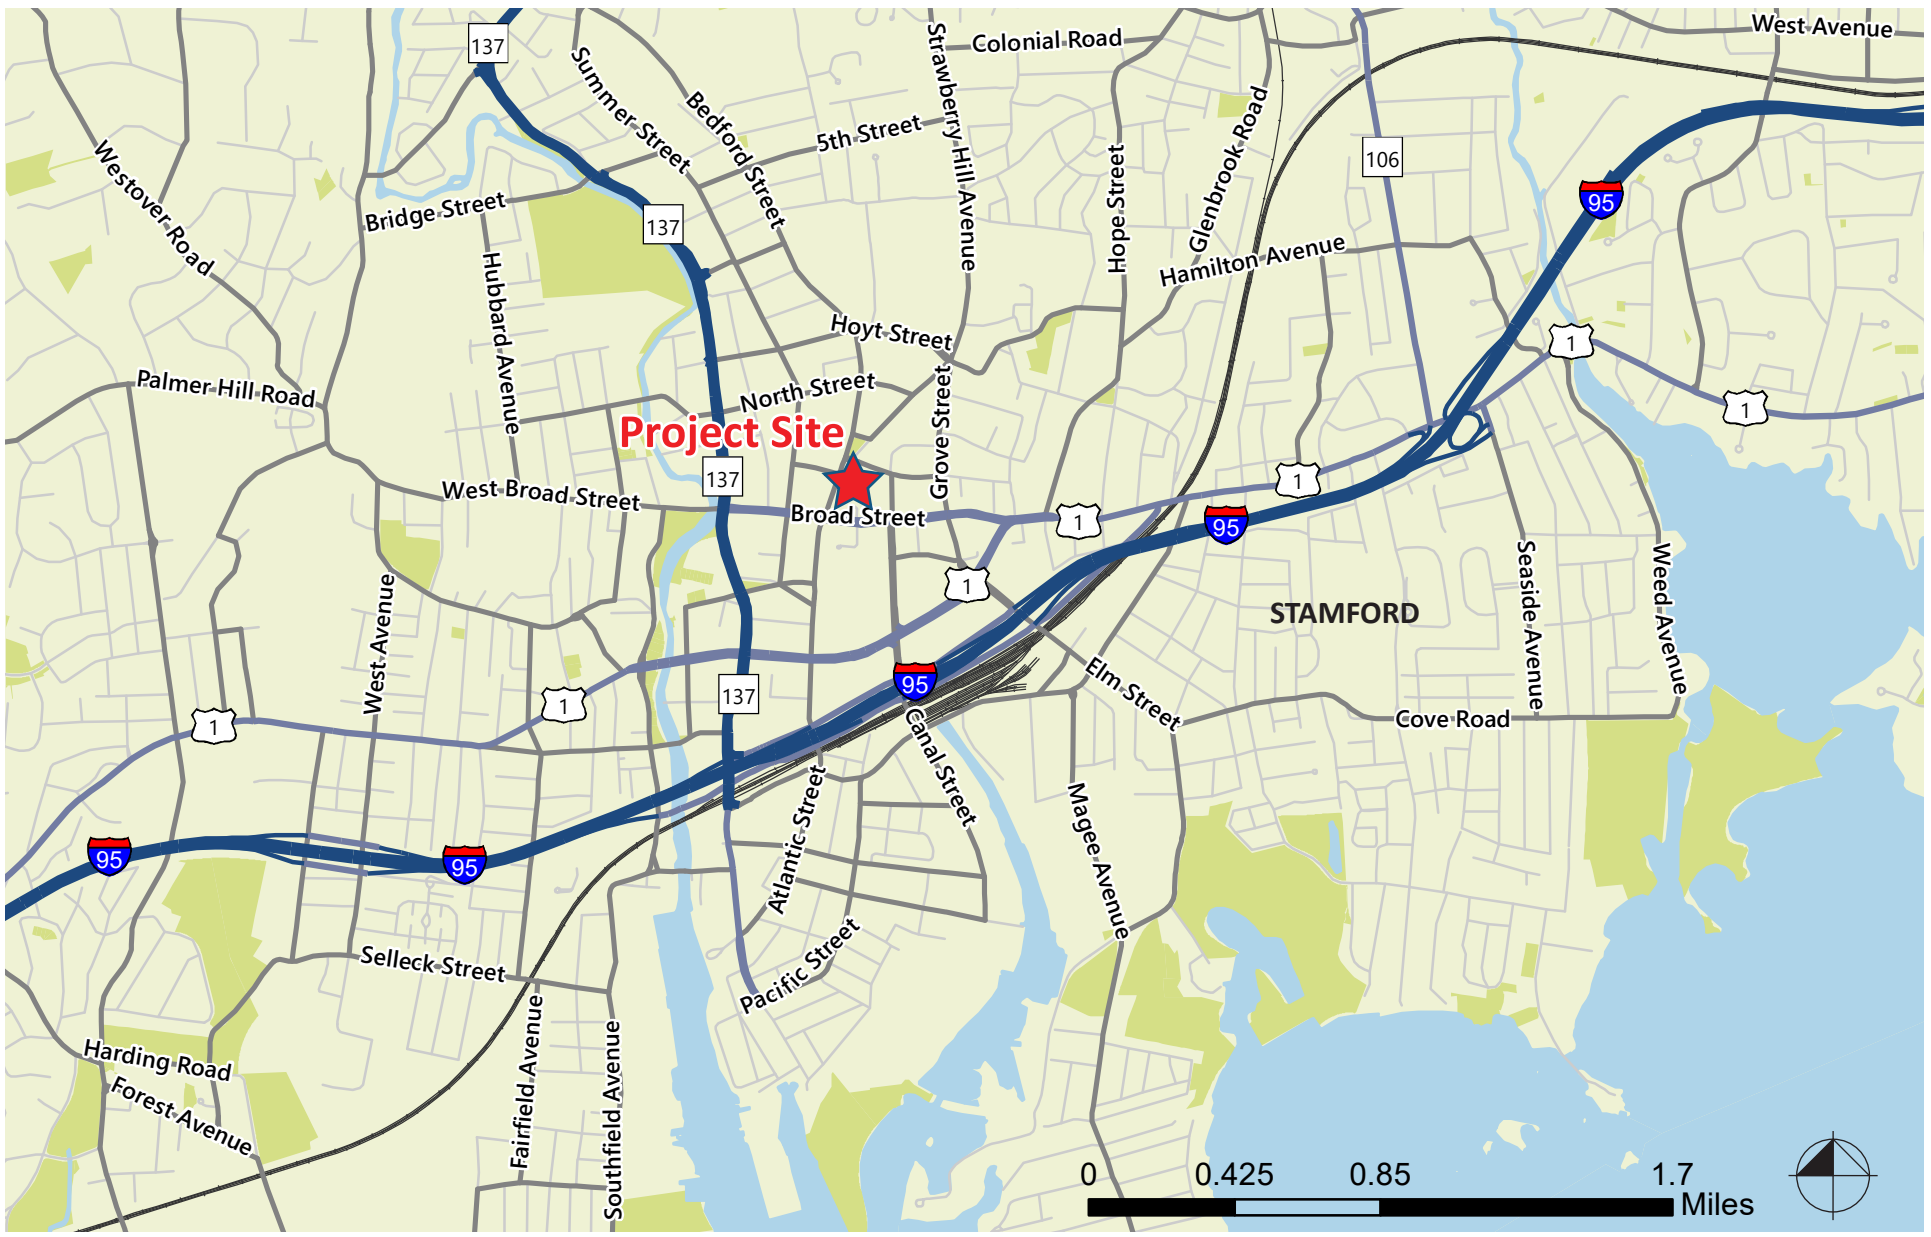 137
Summer Street
Bedford Street
Strawberry Hill Avenue
Colonial Road
West Avenue
5th Street
Westover Road
Bridge Street
137
Hope Street
Glenbrook Road
106
95
Hubbard Avenue
Hamilton Avenue
Hoyt Street
1
Palmer Hill Road
North Street
Grove Street
1
Project Site
West Broad Street
137
Broad Street
1
1
95
1
STAMFORD
Seaside Avenue
Weed Avenue
West Avenue
1
1
137
95
Elm Street
Cove Road
Canal Street
95
95
Atlantic Street
Magee Avenue
Selleck Street
Pacific Street
Harding Road
Forest Avenue
Fairfield Avenue
Southfield Avenue
0 0.425 0.85 1.7
Miles